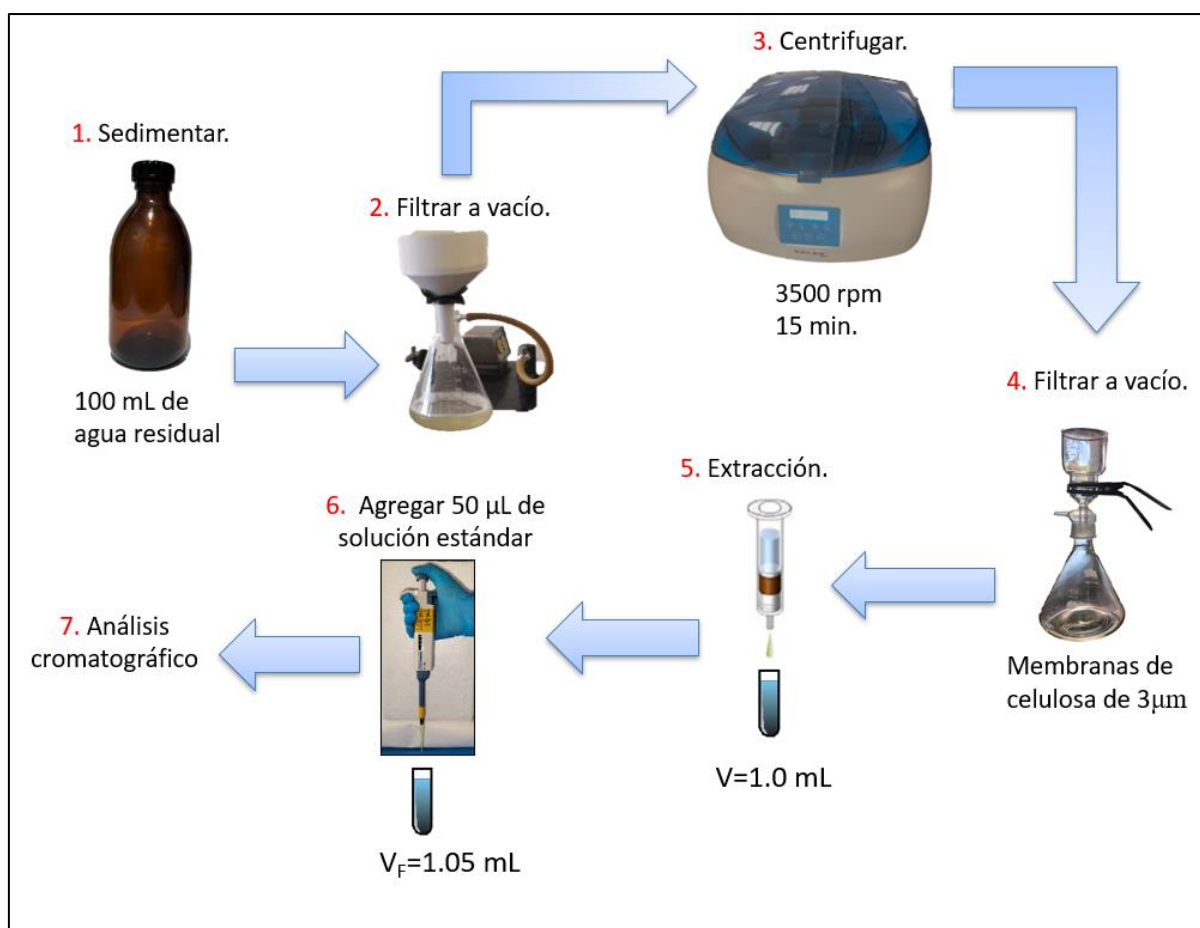 1. Sedimentar.
100 mL de
agua residual
2. Filtrar a vacío.
3. Centrifugar.
3500 rpm
15 min.
4. Filtrar a vacío.
Membranas de
celulosa de 3μm
5. Extracción.
V=1.0 mL
6. Agregar 50 μL de
solución estándar
V_F=1.05 mL
7. Análisis
cromatográfico